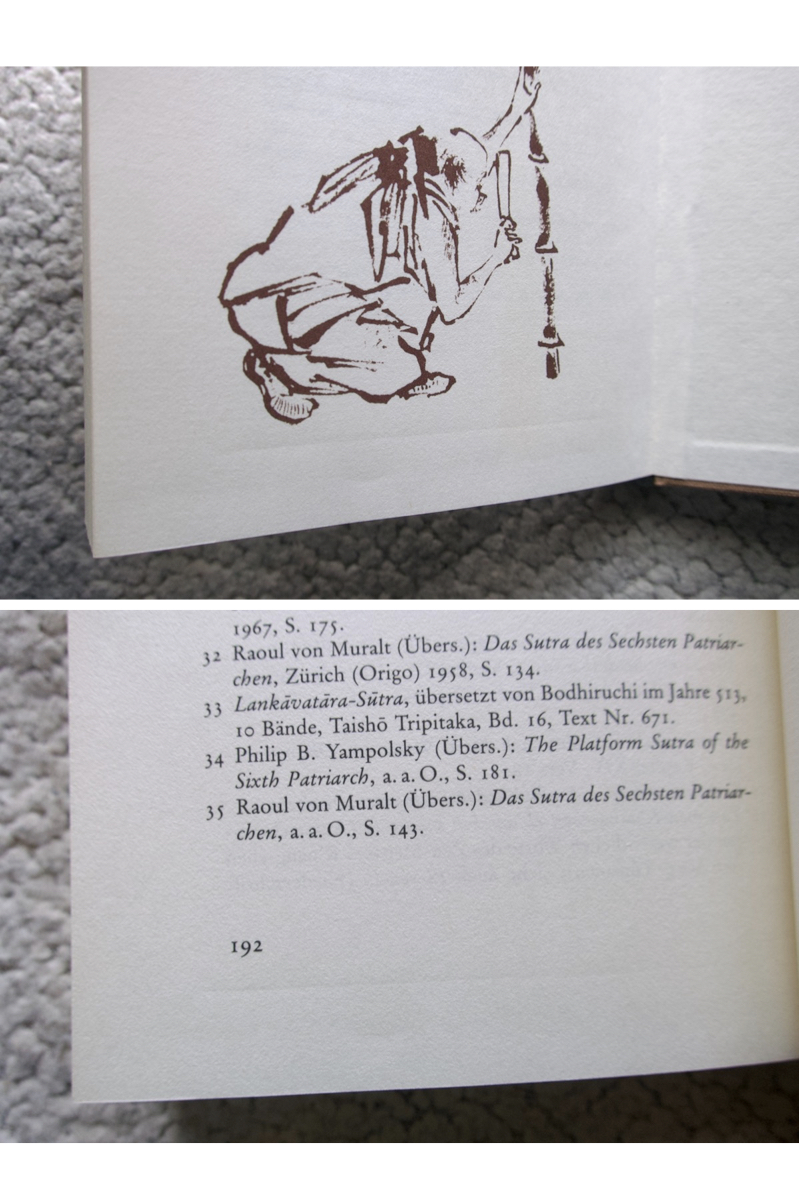 1967, S. 175.
32 Raoul von Muralt (Übers.): Das Sutra des Sechsten Patriar-
chen, Zürich (Origo) 1958, S. 134.
33 Lankāvatāra-Sūtra, übersetzt von Bodhiruchi im Jahre 513,
10 Bände, Taishō Tripitaka, Bd. 16, Text Nr. 671.
34 Philip B. Yampolsky (Übers.): The Platform Sutra of the
Sixth Patriarch, a. a. O., S. 181.
35 Raoul von Muralt (Übers.): Das Sutra des Sechsten Patriar-
chen, a. a. O., S. 143.
192